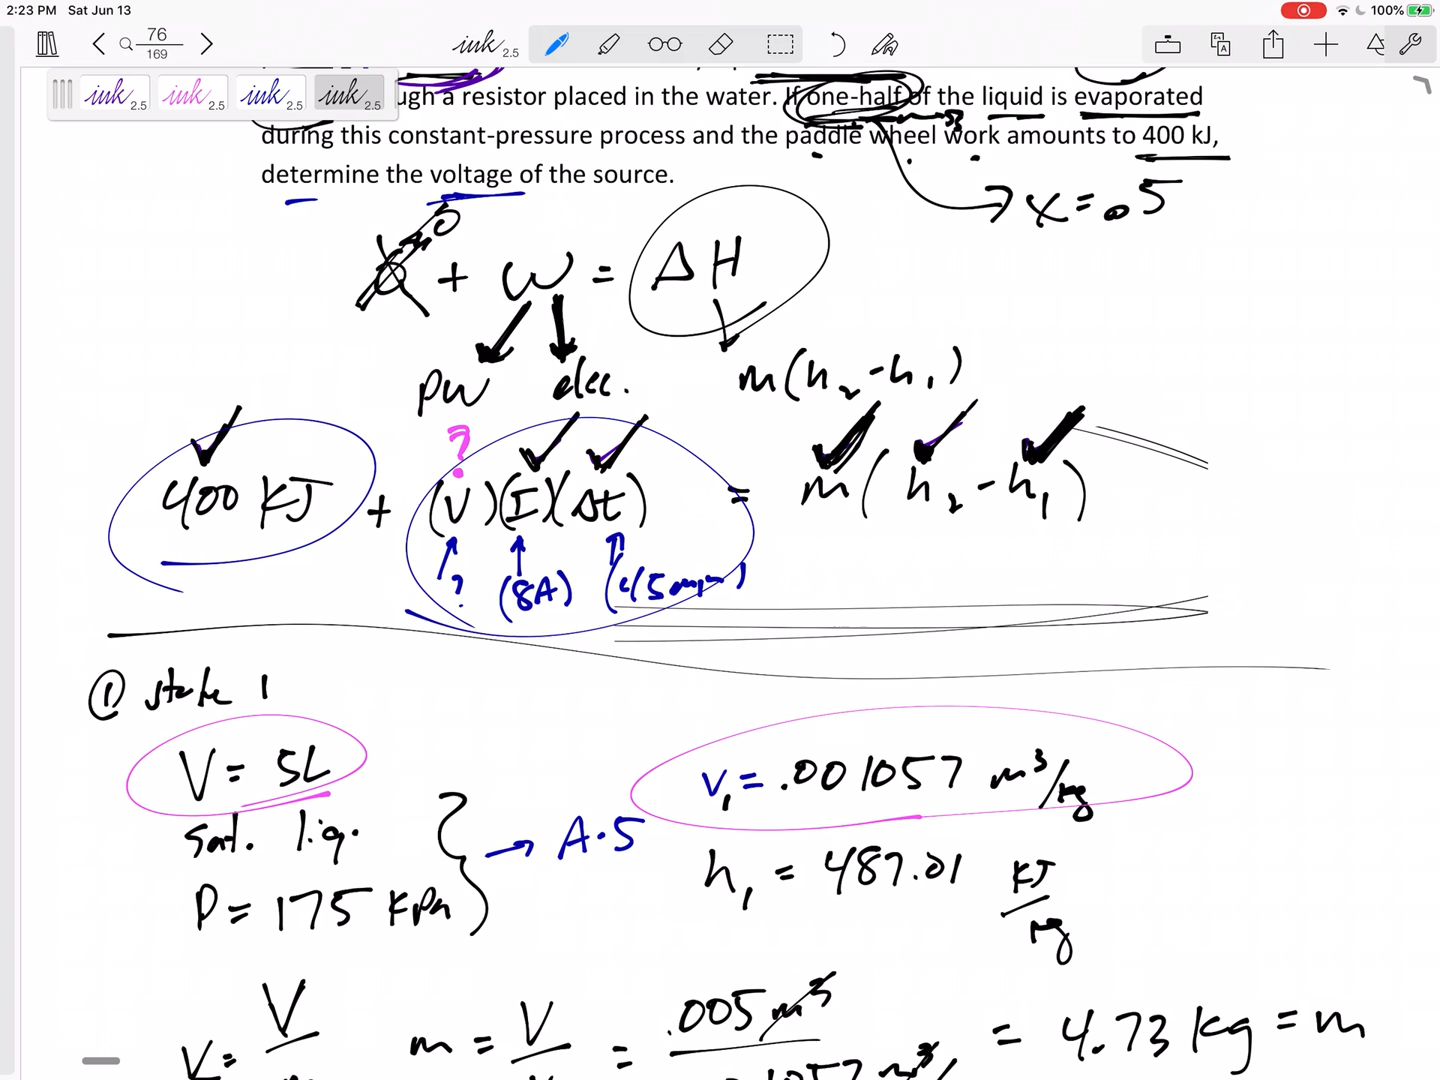 2:23 PM Sat Jun 13
100%
76
169
ink 2.5
ink 2.5 ink 2.5 ink 2.5 ink 2.5
ugh a resistor placed in the water. If one-half of the liquid is evaporated
during this constant-pressure process and the paddle wheel work amounts to 400 kJ,
determine the voltage of the source.
→ x = .5
Q→0 + W = ΔH
PW elec. m(h₂-h₁)
?
400 KJ + (V)(I)(Δt) = m(h₂-h₁)
? (8A) (45 min)
① state 1
V = 5L
v₁ = .001057 m³/kg
sat. liq.
→ A.5
h₁ = 487.01 KJ/kg
P = 175 kPa
v = V
m = V = .005 m³ = 4.73 kg = m